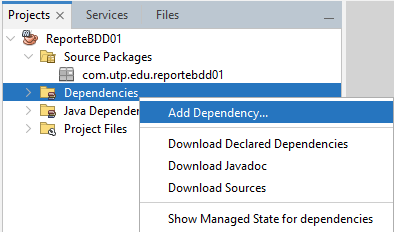 Projects × Services Files
ReporteBDD01
Source Packages
com.utp.edu.reportebdd01
Dependencies
Add Dependency...
Java Depender
Project Files
Download Declared Dependencies
Download Javadoc
Download Sources
Show Managed State for dependencies